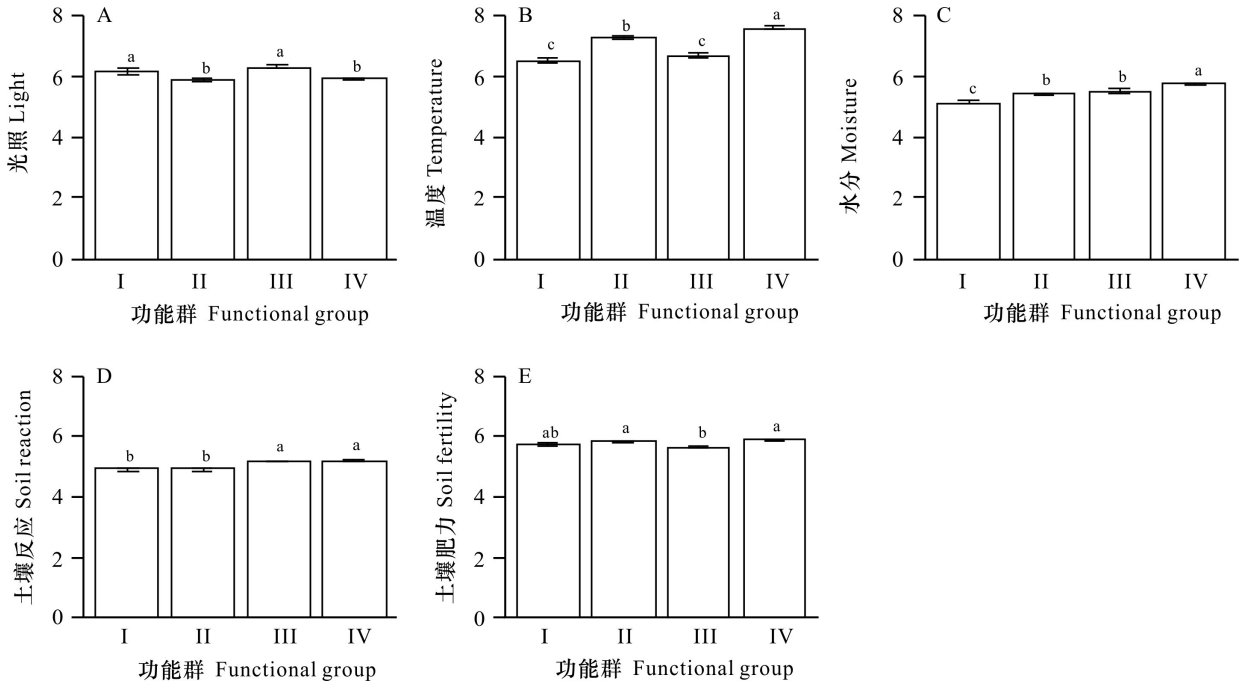 A
8
6
4
2
0
光照 Light
a
b
a
b
I
II
III
IV
功能群 Functional group
B
8
6
4
2
0
温度 Temperature
c
b
c
a
I
II
III
IV
功能群 Functional group
C
8
6
4
2
0
水分 Moisture
c
b
b
a
I
II
III
IV
功能群 Functional group
D
8
6
4
2
0
土壤反应 Soil reaction
b
b
a
a
I
II
III
IV
功能群 Functional group
E
8
6
4
2
0
土壤肥力 Soil fertility
ab
a
b
a
I
II
III
IV
功能群 Functional group